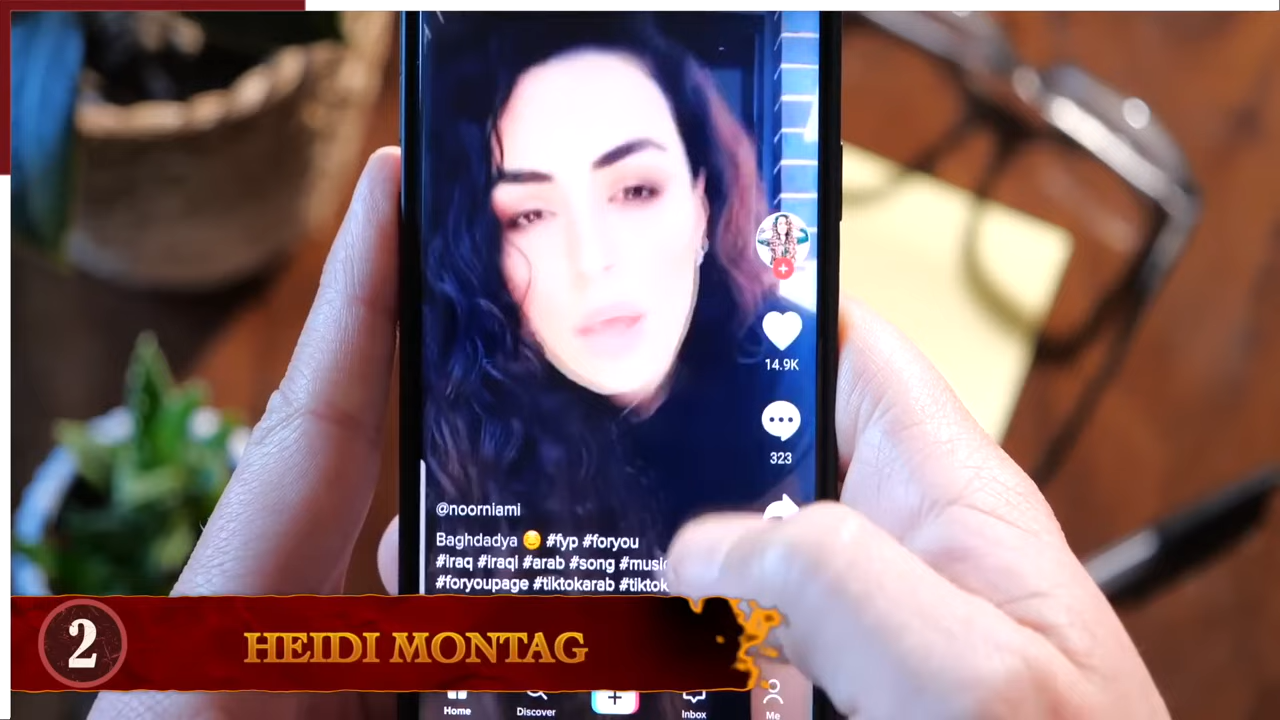 14.9K
323
@noorniami
Baghdadya 😏 #fyp #foryou
#iraq #iraqi #arab #song #music
#foryoupage #tiktokarab #tiktok
2
HEIDI MONTAG
Home
Discover
Inbox
Me